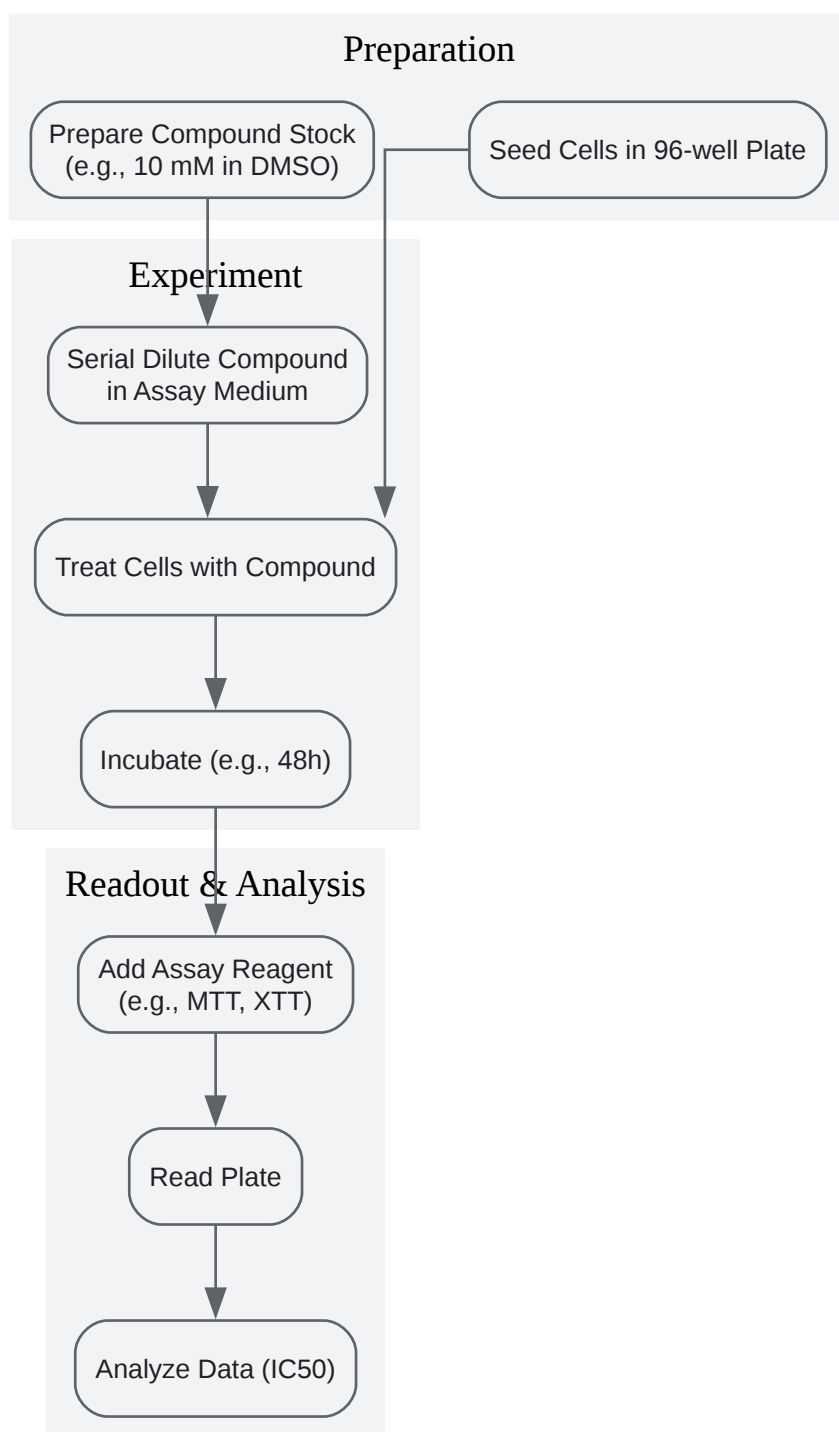 Preparation
Prepare Compound Stock
(e.g., 10 mM in DMSO)
Seed Cells in 96-well Plate
Experiment
Serial Dilute Compound
in Assay Medium
Treat Cells with Compound
Incubate (e.g., 48h)
Readout & Analysis
Add Assay Reagent
(e.g., MTT, XTT)
Read Plate
Analyze Data (IC50)